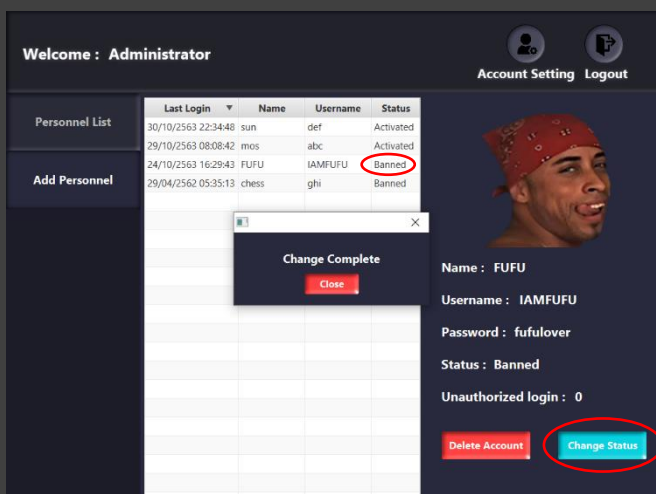 Welcome : Administrator
Account Setting Logout
Personnel List
Add Personnel
Last Login ▼ Name Username Status
30/10/2563 22:34:48 sun def Activated
29/10/2563 08:08:42 mos abc Activated
24/10/2563 16:29:43 FUFU IAMFUFU Banned
29/04/2562 05:35:13 chess ghi Banned
Change Complete
Close
Name : FUFU
Username : IAMFUFU
Password : fufulover
Status : Banned
Unauthorized login : 0
Delete Account Change Status